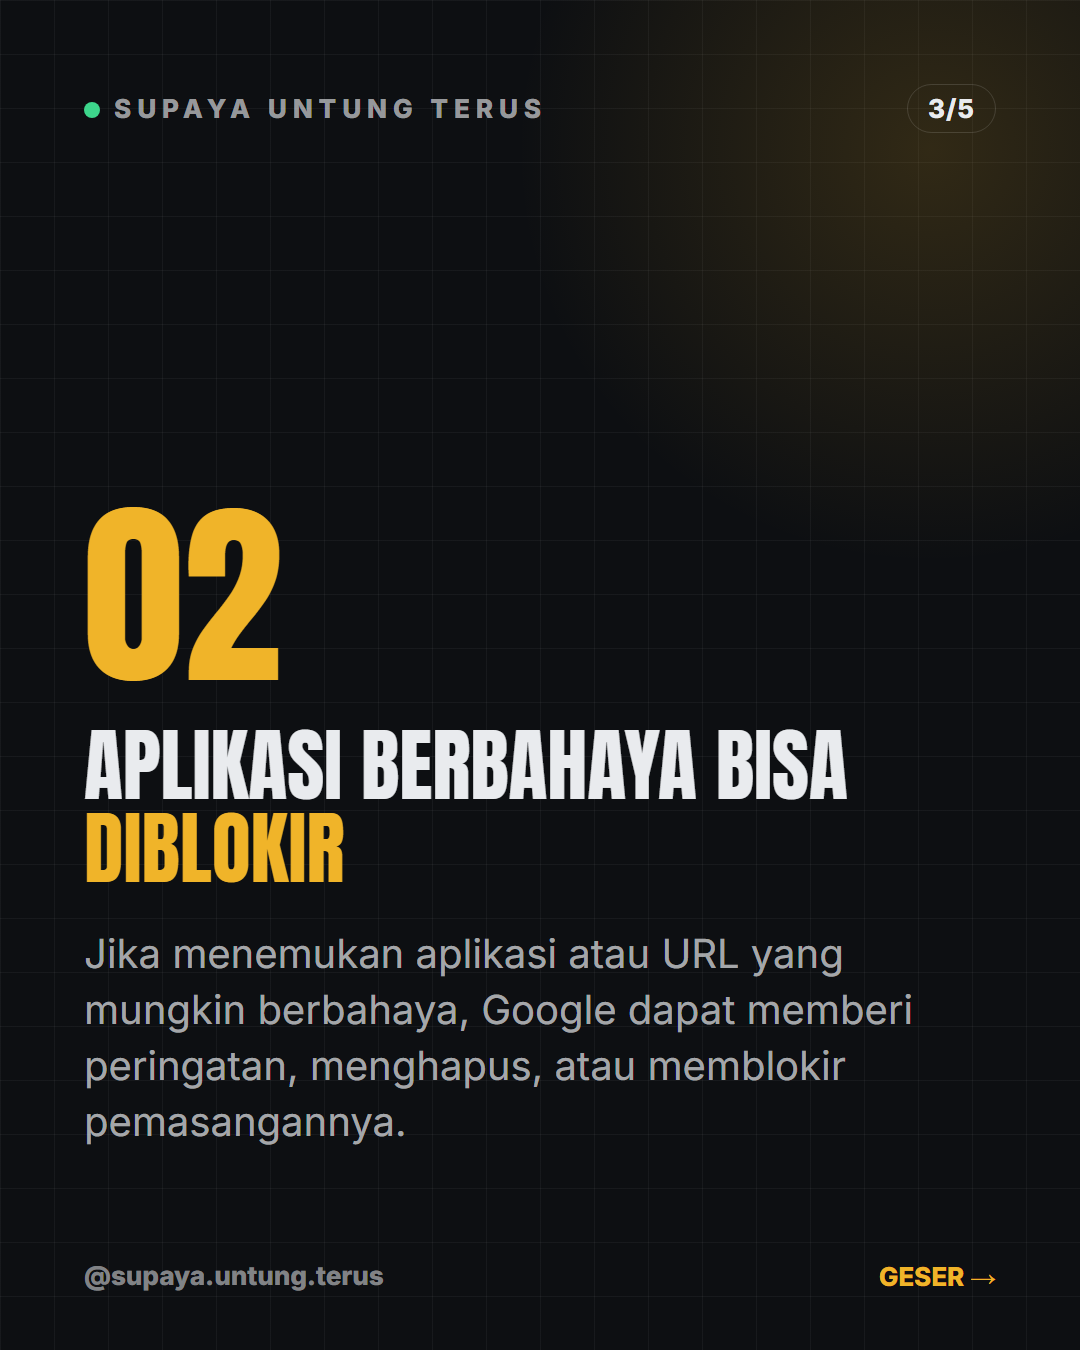 SUPAYA UNTUNG TERUS
3/5
02
APLIKASI BERBAHAYA BISA
DIBLOKIR
Jika menemukan aplikasi atau URL yang
mungkin berbahaya, Google dapat memberi
peringatan, menghapus, atau memblokir
pemasangannya.
@supaya.untung.terus
GESER →